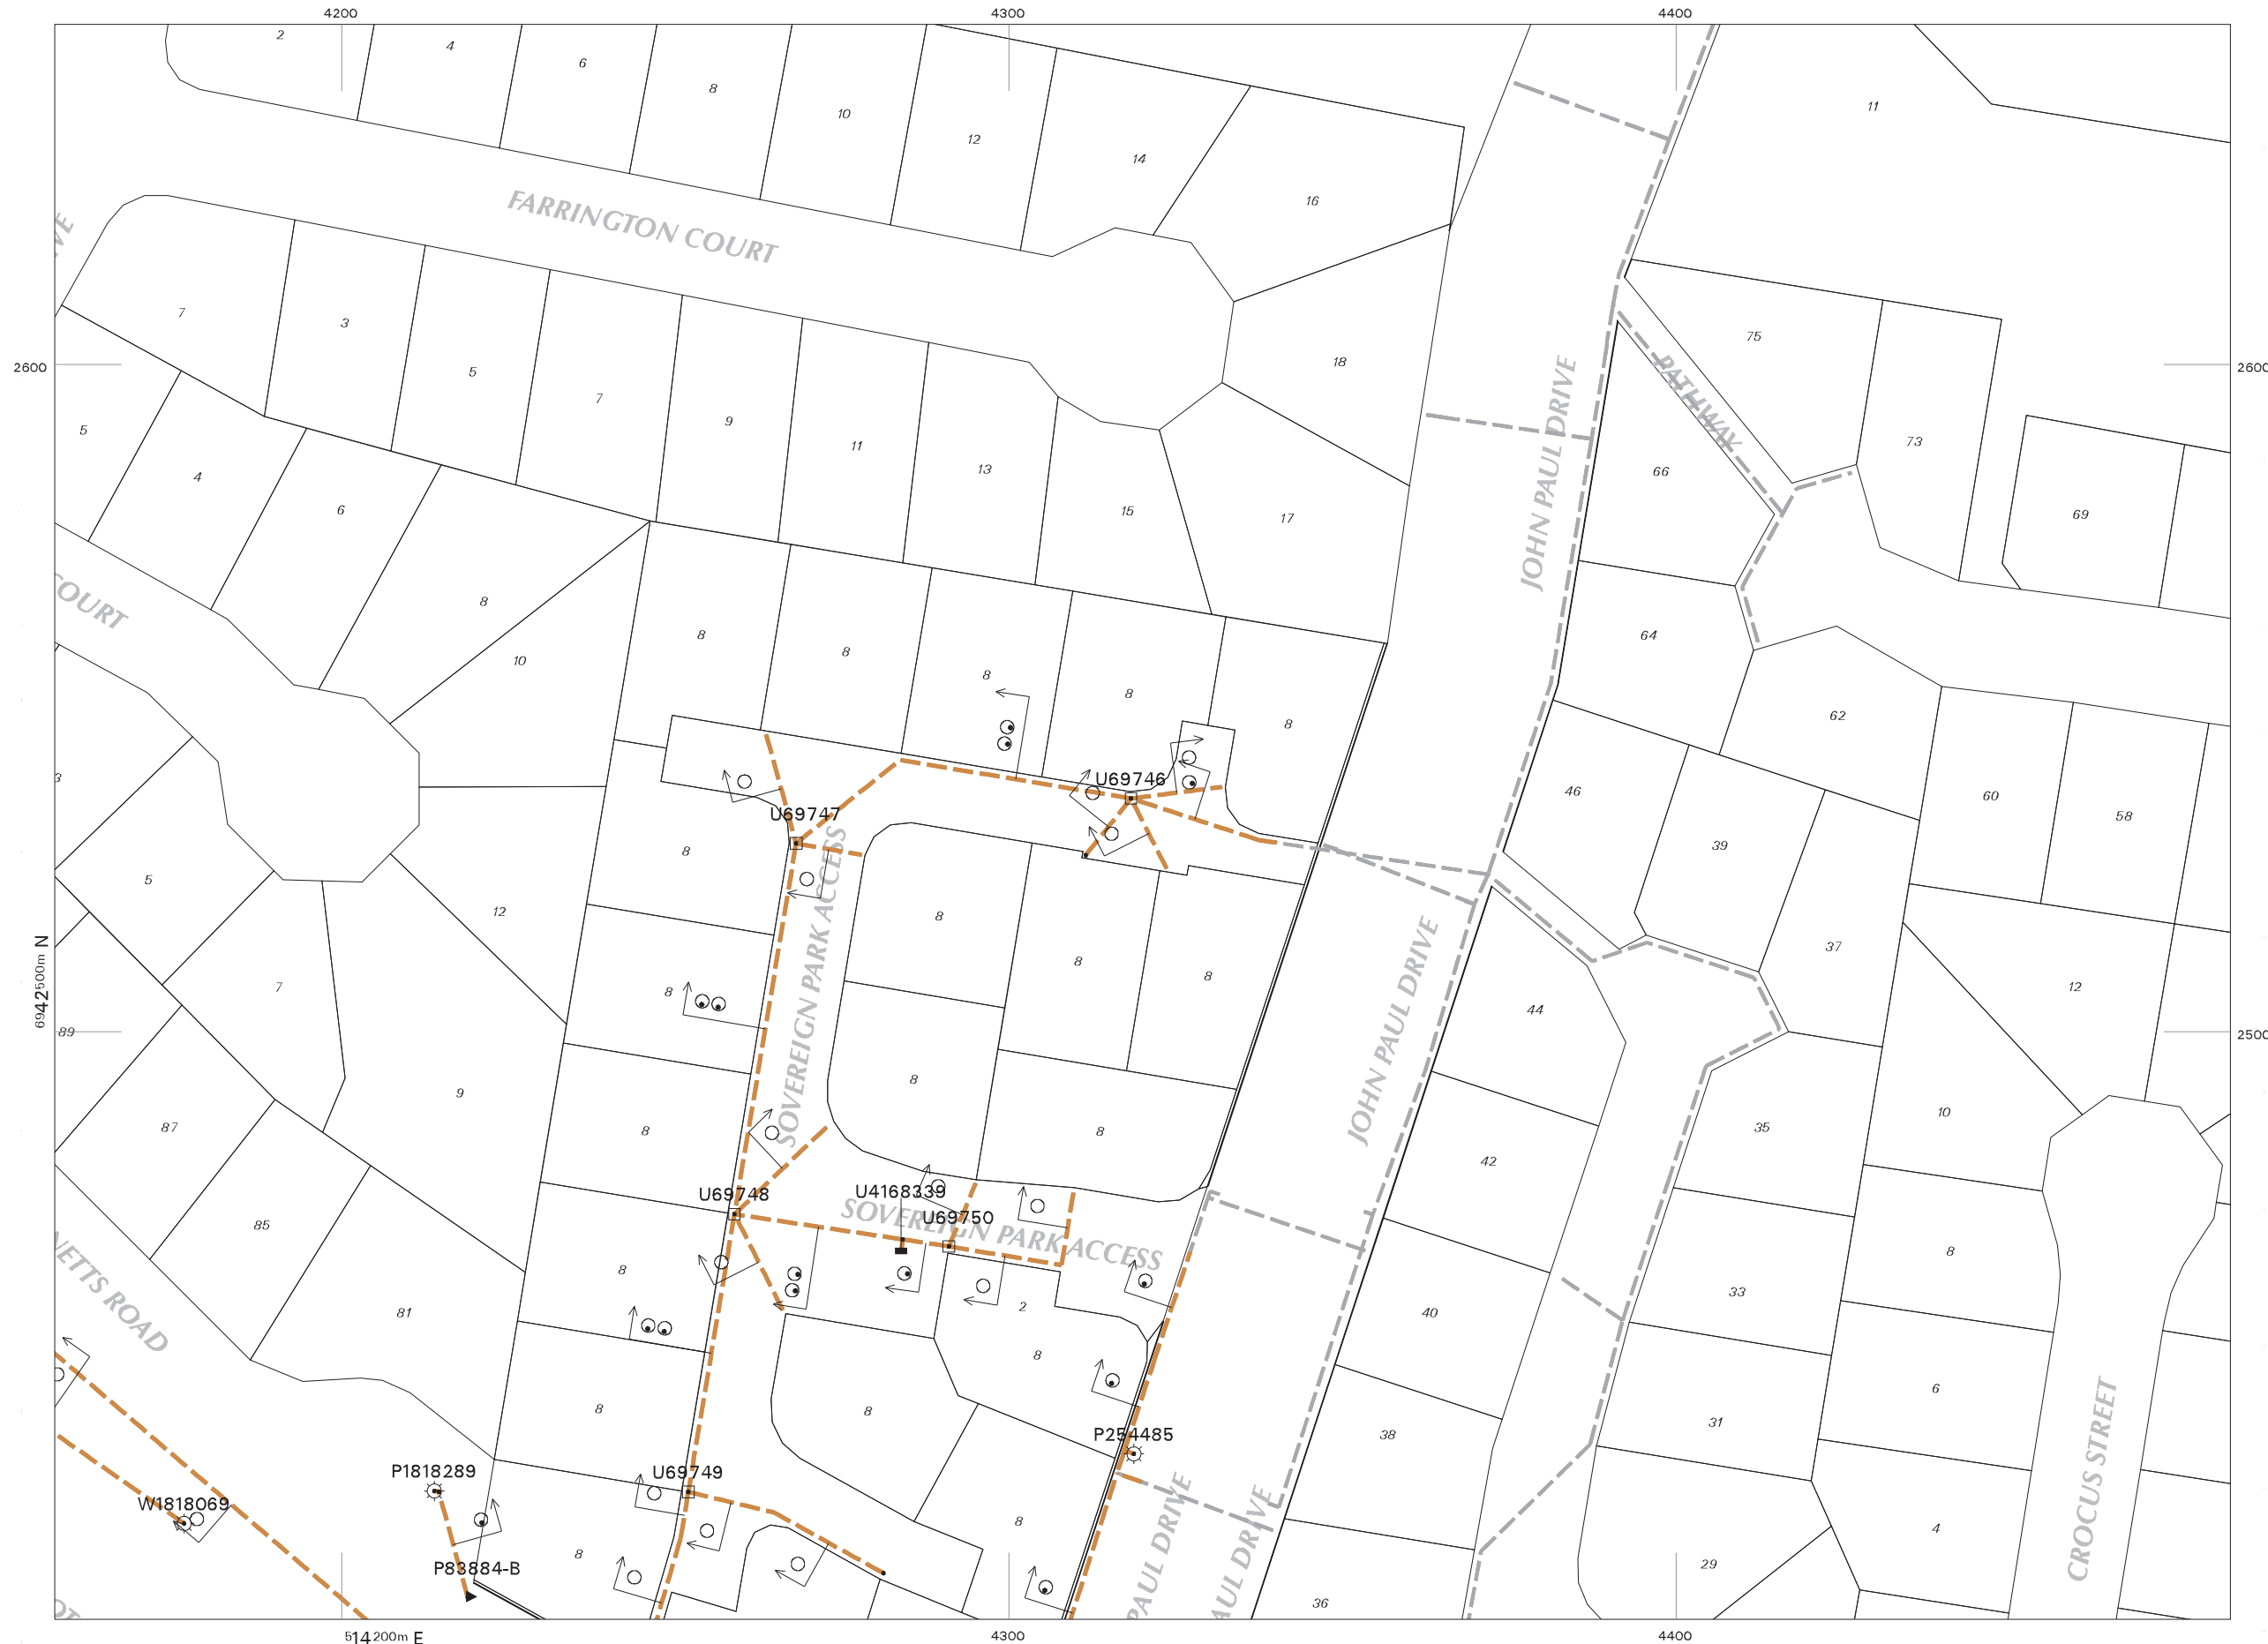 4200 4300 4400
2 4 6 8 10 12 14 16 11
FARRINGTON COURT
VE
7 3 5 7 9 11 13 15 17 18
2600 2600
JOHN PAUL DRIVE
PATHWAY
75 73 69 66 64 62
5 4 6 8 10
COURT
8 8 8 8 8
46 39 37 60 58
U69746
U69747
3 5 7 12 9
8 8 8 8
8 8 8
SOVEREIGN PARK ACCESS
JOHN PAUL DRIVE
6942500m N
2500
89 87 85 81
44 42 40 38 36
35 33 31 29
12 10 8 6 4
8 8
U69748
U4168339
U69750
SOVEREIGN PARK ACCESS
NETTS ROAD
8 2 8
8 8 8
P254485
P1818289
U69749
W1818069
P83884-B
8
PAUL DRIVE
AUL DRIVE
CROCUS STREET
514200m E
4300 4400